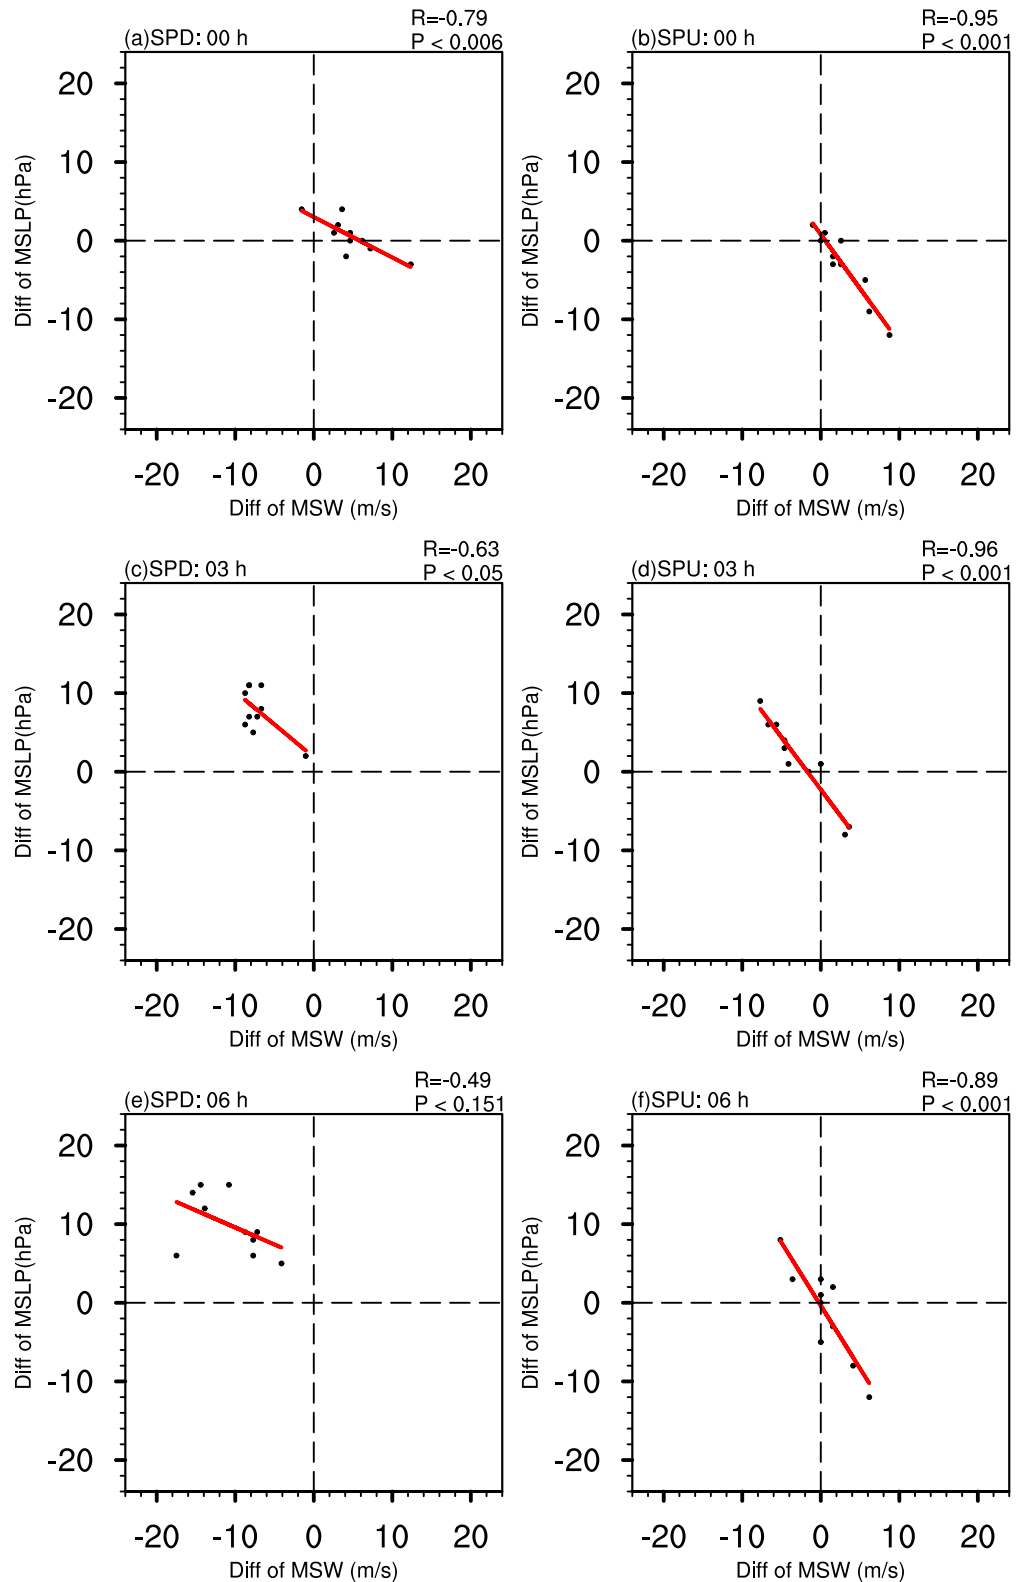 R=-0.79
(a)SPD: 00 h
P < 0.006
20
10
0
-10
-20
Diff of MSLP(hPa)
-20 -10 0 10 20
Diff of MSW (m/s)
R=-0.95
(b)SPU: 00 h
P < 0.001
20
10
0
-10
-20
Diff of MSLP(hPa)
-20 -10 0 10 20
Diff of MSW (m/s)
R=-0.63
(c)SPD: 03 h
P < 0.05
20
10
0
-10
-20
Diff of MSLP(hPa)
-20 -10 0 10 20
Diff of MSW (m/s)
R=-0.96
(d)SPU: 03 h
P < 0.001
20
10
0
-10
-20
Diff of MSLP(hPa)
-20 -10 0 10 20
Diff of MSW (m/s)
R=-0.49
(e)SPD: 06 h
P < 0.151
20
10
0
-10
-20
Diff of MSLP(hPa)
-20 -10 0 10 20
Diff of MSW (m/s)
R=-0.89
(f)SPU: 06 h
P < 0.001
20
10
0
-10
-20
Diff of MSLP(hPa)
-20 -10 0 10 20
Diff of MSW (m/s)